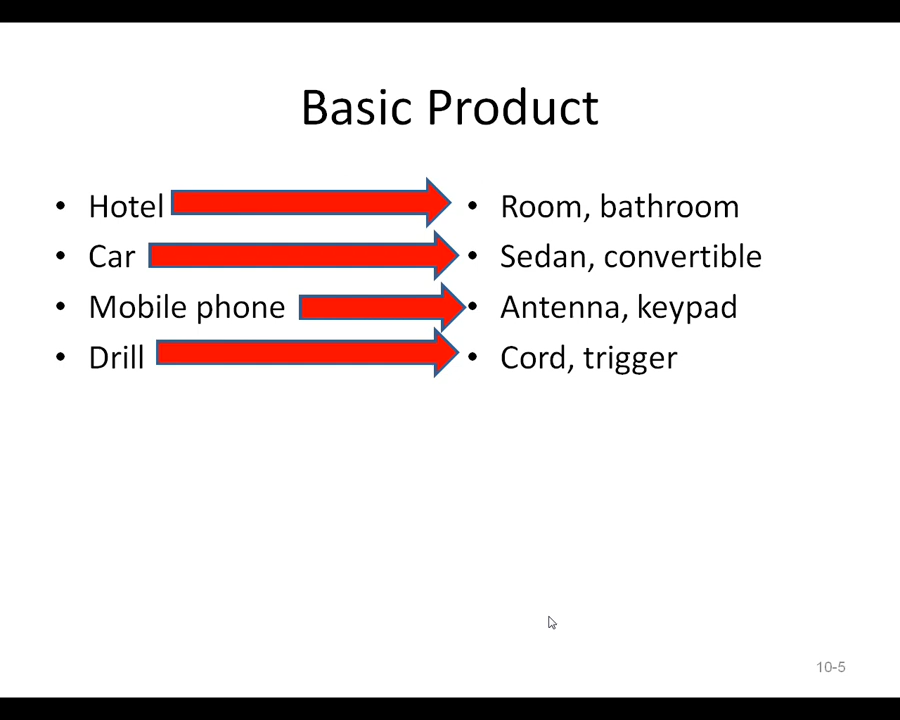 Basic Product
• Hotel
• Room, bathroom
• Car
• Sedan, convertible
• Mobile phone
• Antenna, keypad
• Drill
• Cord, trigger
10-5